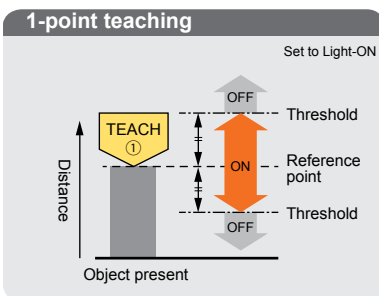 1-point teaching
Set to Light-ON
OFF
Threshold
TEACH
①
ON
Reference
point
Distance
Threshold
OFF
Object present